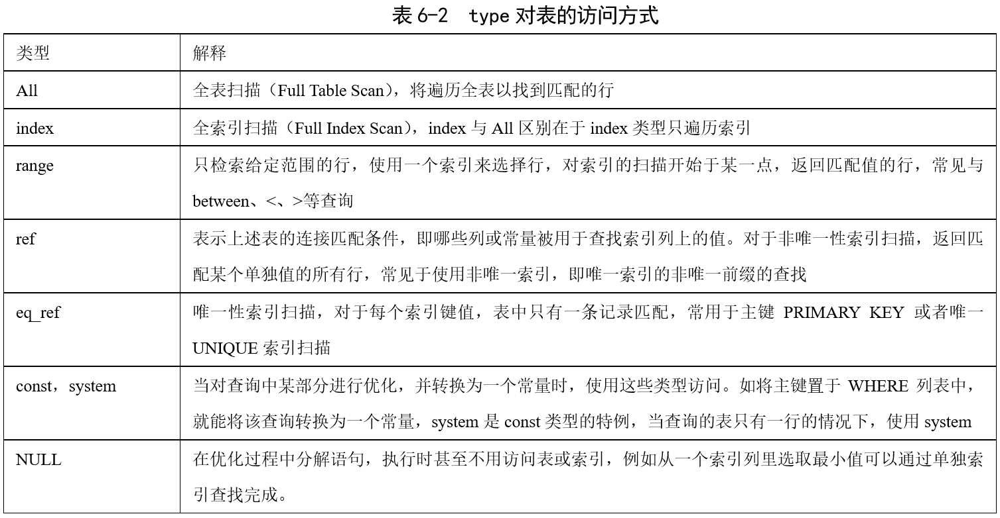 表 6-2 type 对表的访问方式
类型 解释
All 全表扫描（Full Table Scan），将遍历全表以找到匹配的行
index 全索引扫描（Full Index Scan），index 与 All 区别在于 index 类型只遍历索引
range 只检索给定范围的行，使用一个索引来选择行，对索引的扫描开始于某一点，返回匹配值的行，常见与
between、<、>等查询
ref 表示上述表的连接匹配条件，即哪些列或常量被用于查找索引列上的值。对于非唯一性索引扫描，返回匹
配某个单独值的所有行，常见于使用非唯一索引，即唯一索引的非唯一前缀的查找
eq_ref 唯一性索引扫描，对于每个索引键值，表中只有一条记录匹配，常用于主键 PRIMARY KEY 或者唯一
UNIQUE 索引扫描
const，system 当对查询中某部分进行优化，并转换为一个常量时，使用这些类型访问。如将主键置于 WHERE 列表中，
就能将该查询转换为一个常量，system 是 const 类型的特例，当查询的表只有一行的情况下，使用 system
NULL 在优化过程中分解语句，执行时甚至不用访问表或索引，例如从一个索引列里选取最小值可以通过单独索
引查找完成。